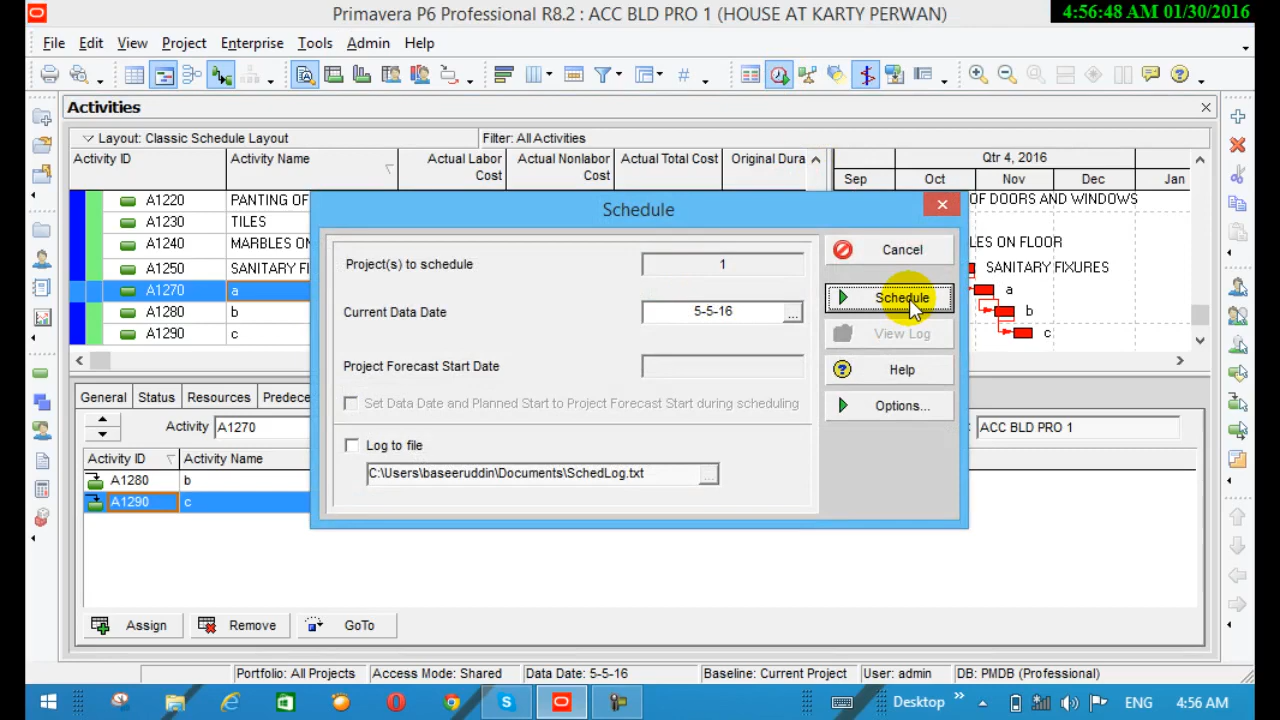 Primavera P6 Professional R8.2 : ACC BLD PRO 1 (HOUSE AT KARTY PERWAN)
4:56:48 AM 01/30/2016
File Edit View Project Enterprise Tools Admin Help
Activities
Layout: Classic Schedule Layout Filter: All Activities
Activity ID Activity Name Actual Labor Cost Actual Nonlabor Cost Actual Total Cost Original Dura
Qtr 4, 2016
Sep Oct Nov Dec Jan
A1220 PANTING OF OF DOORS AND WINDOWS
A1230 TILES
A1240 MARBLES ON LES ON FLOOR
A1250 SANITARY FI SANITARY FIXURES
A1270 a a
A1280 b b
A1290 c c
Schedule
Project(s) to schedule 1
Current Data Date 5-5-16 ...
Project Forecast Start Date
Set Data Date and Planned Start to Project Forecast Start during scheduling
Log to file
C:\Users\baseeruddin\Documents\SchedLog.txt ...
Cancel
Schedule
View Log
Help
Options...
General Status Resources Predece
Activity A1270 ACC BLD PRO 1
Activity ID Activity Name
A1280 b
A1290 c
Assign Remove GoTo
Portfolio: All Projects Access Mode: Shared Data Date: 5-5-16 Baseline: Current Project User: admin DB: PMDB (Professional)
Desktop » ENG 4:56 AM